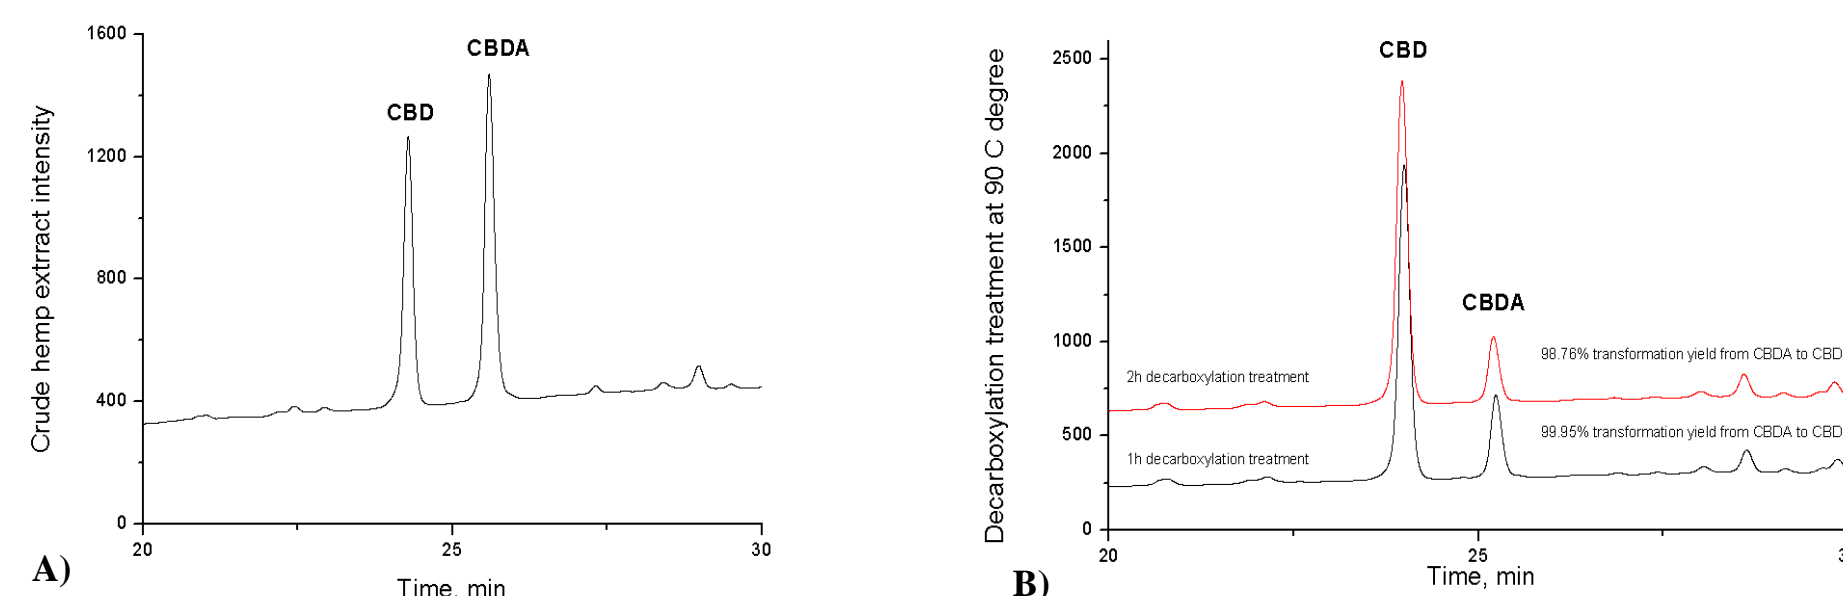 1600
1200
800
400
0
20
25
30
Crude hemp extract intensity
CBD
CBDA
Time, min
A)
2500
2000
1500
1000
500
0
20
25
3
Decarboxylation treatment at 90 C degree
CBD
CBDA
98.76% transformation yield from CBDA to CBD
2h decarboxylation treatment
99.95% transformation yield from CBDA to CBD
1h decarboxylation treatment
Time, min
B)